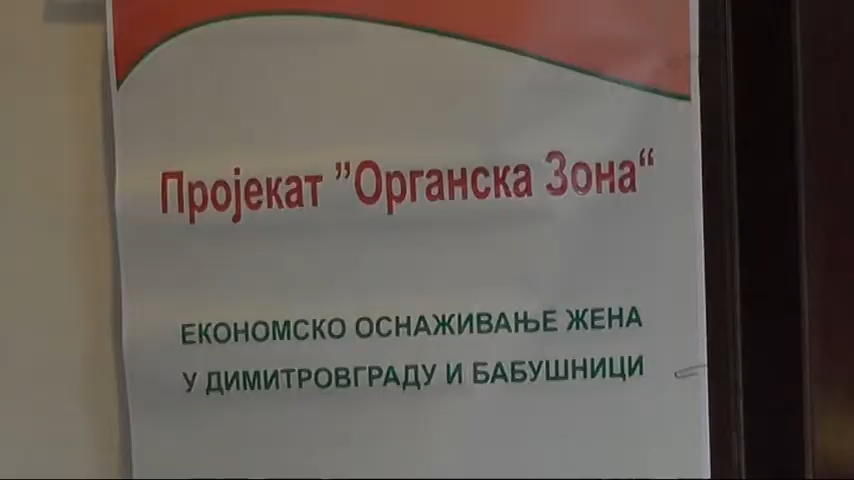 Пројекат ”Органска Зона“
ЕКОНОМСКО ОСНАЖИВАЊЕ ЖЕНА
У ДИМИТРОВГРАДУ И БАБУШНИЦИ